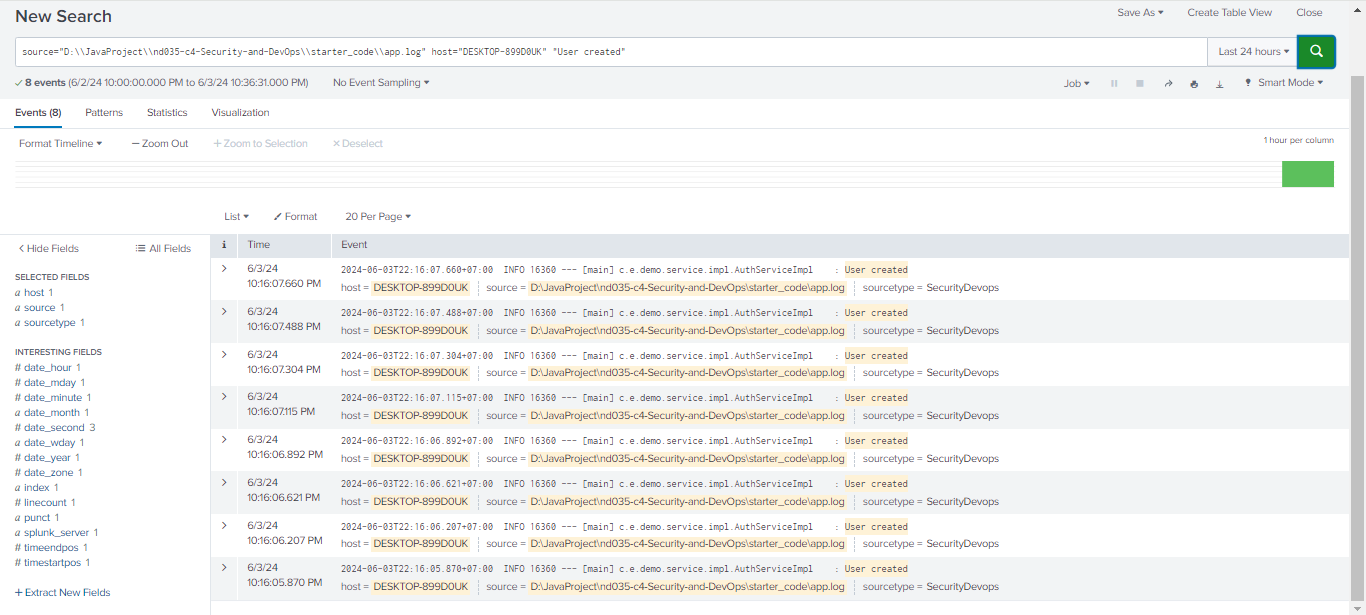 New Search
Save As ▾ Create Table View Close
source="D:\\JavaProject\\nd035-c4-Security-and-DevOps\\starter_code\\app.log" host="DESKTOP-899D0UK" "User created"
Last 24 hours ▾
✓ 8 events (6/2/24 10:00:00.000 PM to 6/3/24 10:36:31.000 PM) No Event Sampling ▾
Job ▾ Smart Mode ▾
Events (8) Patterns Statistics Visualization
Format Timeline ▾ — Zoom Out + Zoom to Selection × Deselect
1 hour per column
List ▾ Format 20 Per Page ▾
< Hide Fields All Fields
i Time Event
SELECTED FIELDS
a host 1
a source 1
a sourcetype 1
INTERESTING FIELDS
# date_hour 1
# date_mday 1
# date_minute 1
a date_month 1
# date_second 3
a date_wday 1
# date_year 1
# date_zone 1
a index 1
# linecount 1
a punct 1
a splunk_server 1
# timeendpos 1
# timestartpos 1
+ Extract New Fields
> 6/3/24 2024-06-03T22:16:07.660+07:00 INFO 16360 --- [main] c.e.demo.service.impl.AuthServiceImpl : User created
10:16:07.660 PM host = DESKTOP-899D0UK source = D:\JavaProject\nd035-c4-Security-and-DevOps\starter_code\app.log sourcetype = SecurityDevops
> 6/3/24 2024-06-03T22:16:07.488+07:00 INFO 16360 --- [main] c.e.demo.service.impl.AuthServiceImpl : User created
10:16:07.488 PM host = DESKTOP-899D0UK source = D:\JavaProject\nd035-c4-Security-and-DevOps\starter_code\app.log sourcetype = SecurityDevops
> 6/3/24 2024-06-03T22:16:07.304+07:00 INFO 16360 --- [main] c.e.demo.service.impl.AuthServiceImpl : User created
10:16:07.304 PM host = DESKTOP-899D0UK source = D:\JavaProject\nd035-c4-Security-and-DevOps\starter_code\app.log sourcetype = SecurityDevops
> 6/3/24 2024-06-03T22:16:07.115+07:00 INFO 16360 --- [main] c.e.demo.service.impl.AuthServiceImpl : User created
10:16:07.115 PM host = DESKTOP-899D0UK source = D:\JavaProject\nd035-c4-Security-and-DevOps\starter_code\app.log sourcetype = SecurityDevops
> 6/3/24 2024-06-03T22:16:06.892+07:00 INFO 16360 --- [main] c.e.demo.service.impl.AuthServiceImpl : User created
10:16:06.892 PM host = DESKTOP-899D0UK source = D:\JavaProject\nd035-c4-Security-and-DevOps\starter_code\app.log sourcetype = SecurityDevops
> 6/3/24 2024-06-03T22:16:06.621+07:00 INFO 16360 --- [main] c.e.demo.service.impl.AuthServiceImpl : User created
10:16:06.621 PM host = DESKTOP-899D0UK source = D:\JavaProject\nd035-c4-Security-and-DevOps\starter_code\app.log sourcetype = SecurityDevops
> 6/3/24 2024-06-03T22:16:06.207+07:00 INFO 16360 --- [main] c.e.demo.service.impl.AuthServiceImpl : User created
10:16:06.207 PM host = DESKTOP-899D0UK source = D:\JavaProject\nd035-c4-Security-and-DevOps\starter_code\app.log sourcetype = SecurityDevops
> 6/3/24 2024-06-03T22:16:05.870+07:00 INFO 16360 --- [main] c.e.demo.service.impl.AuthServiceImpl : User created
10:16:05.870 PM host = DESKTOP-899D0UK source = D:\JavaProject\nd035-c4-Security-and-DevOps\starter_code\app.log sourcetype = SecurityDevops